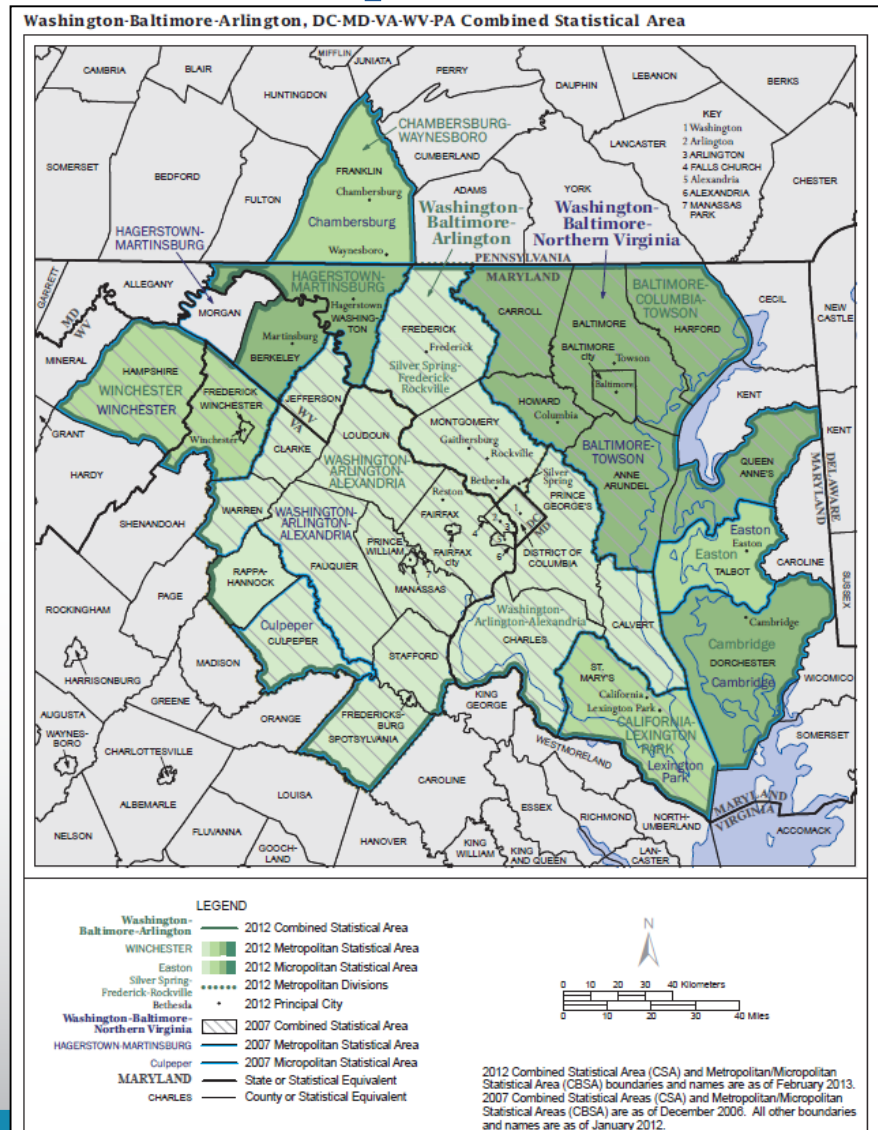 Washington-Baltimore-Arlington, DC-MD-VA-WV-PA Combined Statistical Area
MIFFLIN
JUNIATA
CAMBRIA
BLAIR
PERRY
DAUPHIN
LEBANON
BERKS
HUNTINGDON
KEY
1 Washington
2 Arlington
3 ARLINGTON
4 FALLS CHURCH
5 Alexandria
6 ALEXANDRIA
7 MANASSAS
PARK
CHAMBERSBURG-
WAYNESBORO
CUMBERLAND
LANCASTER
CHESTER
SOMERSET
BEDFORD
FULTON
FRANKLIN
Chambersburg
Chambersburg
Waynesboro
ADAMS
YORK
HAGERSTOWN-
MARTINSBURG
Washington-
Baltimore-
Arlington
Washington-
Baltimore-
Northern Virginia
PENNSYLVANIA
MARYLAND
GARRETT
ALLEGANY
MD
WV
MORGAN
HAGERSTOWN-
MARTINSBURG
Hagerstown
WASHING-
TON
Martinsburg
BERKELEY
FREDERICK
Frederick
Silver Spring-
Frederick-
Rockville
CARROLL
BALTIMORE
BALTIMORE
city
Towson
Baltimore
BALTIMORE-
COLUMBIA-
TOWSON
HARFORD
CECIL
NEW
CASTLE
MINERAL
HAMPSHIRE
WINCHESTER
WINCHESTER
FREDERICK
WINCHESTER
Winchester
JEFFERSON
WV
VA
KENT
KENT
GRANT
HARDY
CLARKE
LOUDOUN
MONTGOMERY
Gaithersburg
Rockville
HOWARD
Columbia
BALTIMORE-
TOWSON
ANNE
ARUNDEL
QUEEN
ANNE'S
DELAWARE
MARYLAND
SHENANDOAH
WARREN
WASHINGTON-
ARLINGTON-
ALEXANDRIA
WASHINGTON-
ARLINGTON-
ALEXANDRIA
Reston
Bethesda
Silver
Spring
PRINCE
GEORGE'S
FAIRFAX
1
2
3
4
5
6
DC
MD
FAIRFAX
city
DISTRICT OF
COLUMBIA
PRINCE
WILLIAM
7
MANASSAS
FAUQUIER
RAPPA-
HANNOCK
Easton
Easton
Easton
TALBOT
CAROLINE
SUSSEX
ROCKINGHAM
PAGE
HARRISONBURG
MADISON
Culpeper
CULPEPER
Washington-
Arlington-Alexandria
CHARLES
CALVERT
Cambridge
Cambridge
DORCHESTER
Cambridge
WICOMICO
STAFFORD
ST.
MARY'S
California
Lexington Park
CALIFORNIA-
LEXINGTON
PARK
Lexington
Park
GREENE
ORANGE
FREDERICKS-
BURG
SPOTSYLVANIA
KING
GEORGE
WESTMORELAND
SOMERSET
AUGUSTA
WAYNES-
BORO
CHARLOTTESVILLE
ALBEMARLE
LOUISA
CAROLINE
ESSEX
RICHMOND
NORTH-
UMBERLAND
MARYLAND
VIRGINIA
ACCOMACK
NELSON
FLUVANNA
GOOCH-
LAND
HANOVER
KING
WILLIAM
KING
AND QUEEN
LAN-
CASTER
LEGEND
Washington-
Baltimore-Arlington
2012 Combined Statistical Area
WINCHESTER
2012 Metropolitan Statistical Area
Easton
2012 Micropolitan Statistical Area
Silver Spring-
Frederick-Rockville
2012 Metropolitan Divisions
Bethesda
2012 Principal City
Washington-Baltimore-
Northern Virginia
2007 Combined Statistical Area
HAGERSTOWN-MARTINSBURG
2007 Metropolitan Statistical Area
Culpeper
2007 Micropolitan Statistical Area
MARYLAND
State or Statistical Equivalent
CHARLES
County or Statistical Equivalent
N
0 10 20 30 40 Kilometers
0 10 20 30 40 Miles
2012 Combined Statistical Area (CSA) and Metropolitan/Micropolitan
Statistical Area (CBSA) boundaries and names are as of February 2013.
2007 Combined Statistical Areas (CSA) and Metropolitan/Micropolitan
Statistical Areas (CBSA) are as of December 2006. All other boundaries
and names are as of January 2012.